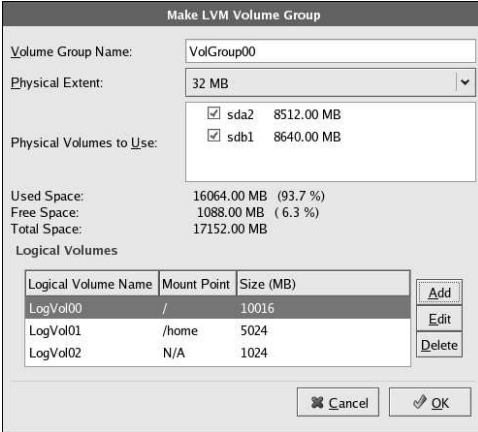 Make LVM Volume Group
Volume Group Name: VolGroup00
Physical Extent: 32 MB
Physical Volumes to Use:
sda2 8512.00 MB
sdb1 8640.00 MB
Used Space: 16064.00 MB (93.7 %)
Free Space: 1088.00 MB ( 6.3 %)
Total Space: 17152.00 MB
Logical Volumes
Logical Volume Name Mount Point Size (MB)
LogVol00 / 10016
LogVol01 /home 5024
LogVol02 N/A 1024
Add
Edit
Delete
Cancel OK